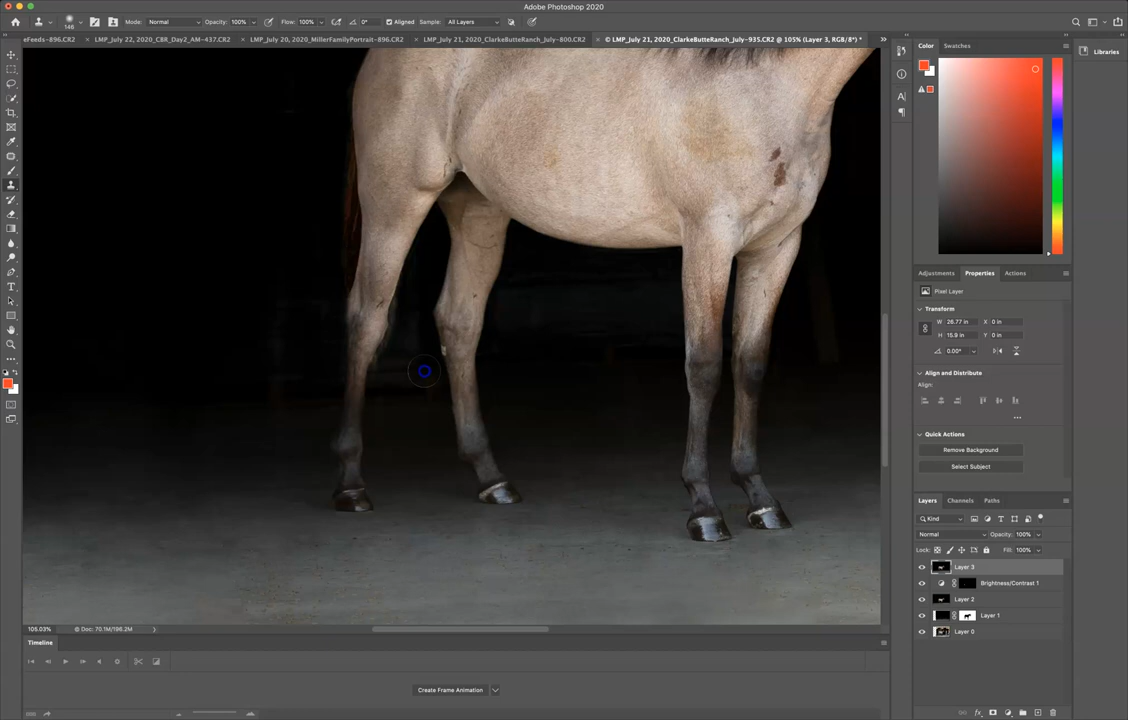 Adobe Photoshop 2020
146 Mode: Normal Opacity: 100% Flow: 100% 0° Aligned Sample: All Layers
eFeeds-896.CR2 LMP_July 22, 2020_CBR_Day2_AM-437.CR2 LMP_July 20, 2020_MillerFamilyPortrait-896.CR2 LMP_July 21, 2020_ClarkeButteRanch_July-800.CR2 × © LMP_July 21, 2020_ClarkeButteRanch_July-935.CR2 @ 105% (Layer 3, RGB/8*) *
Color Swatches
Libraries
Adjustments Properties Actions
Pixel Layer
Transform
W 26.77 in X 0 in
H 15.9 in Y 0 in
0.00°
Align and Distribute
Align:
Quick Actions
Remove Background
Select Subject
Layers Channels Paths
Kind
Normal Opacity: 100%
Lock: Fill: 100%
Layer 3
Brightness/Contrast 1
Layer 2
Layer 1
Layer 0
105.03% Doc: 70.1M/196.2M
Timeline
Create Frame Animation
fx